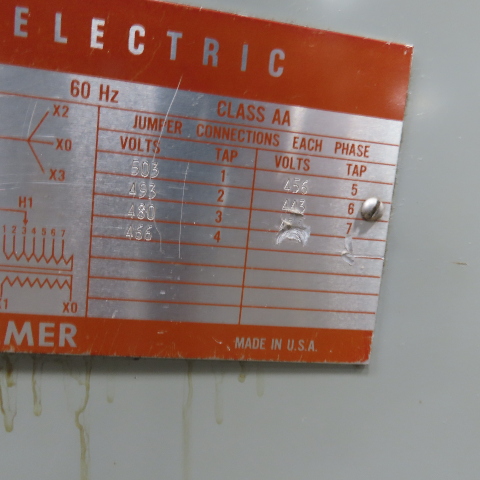 ELECTRIC
60 Hz CLASS AA
X2 JUMPER CONNECTIONS EACH PHASE
VOLTS TAP VOLTS TAP
X0 503 1 456 5
X3 493 2 443 6
H1 480 3 7
466 4
1 2 3 4 5 6 7
X0
MER MADE IN U.S.A.